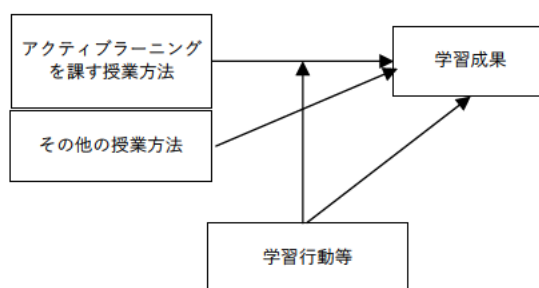 アクティブラーニング
を課す授業方法
学習成果
その他の授業方法
学習行動等